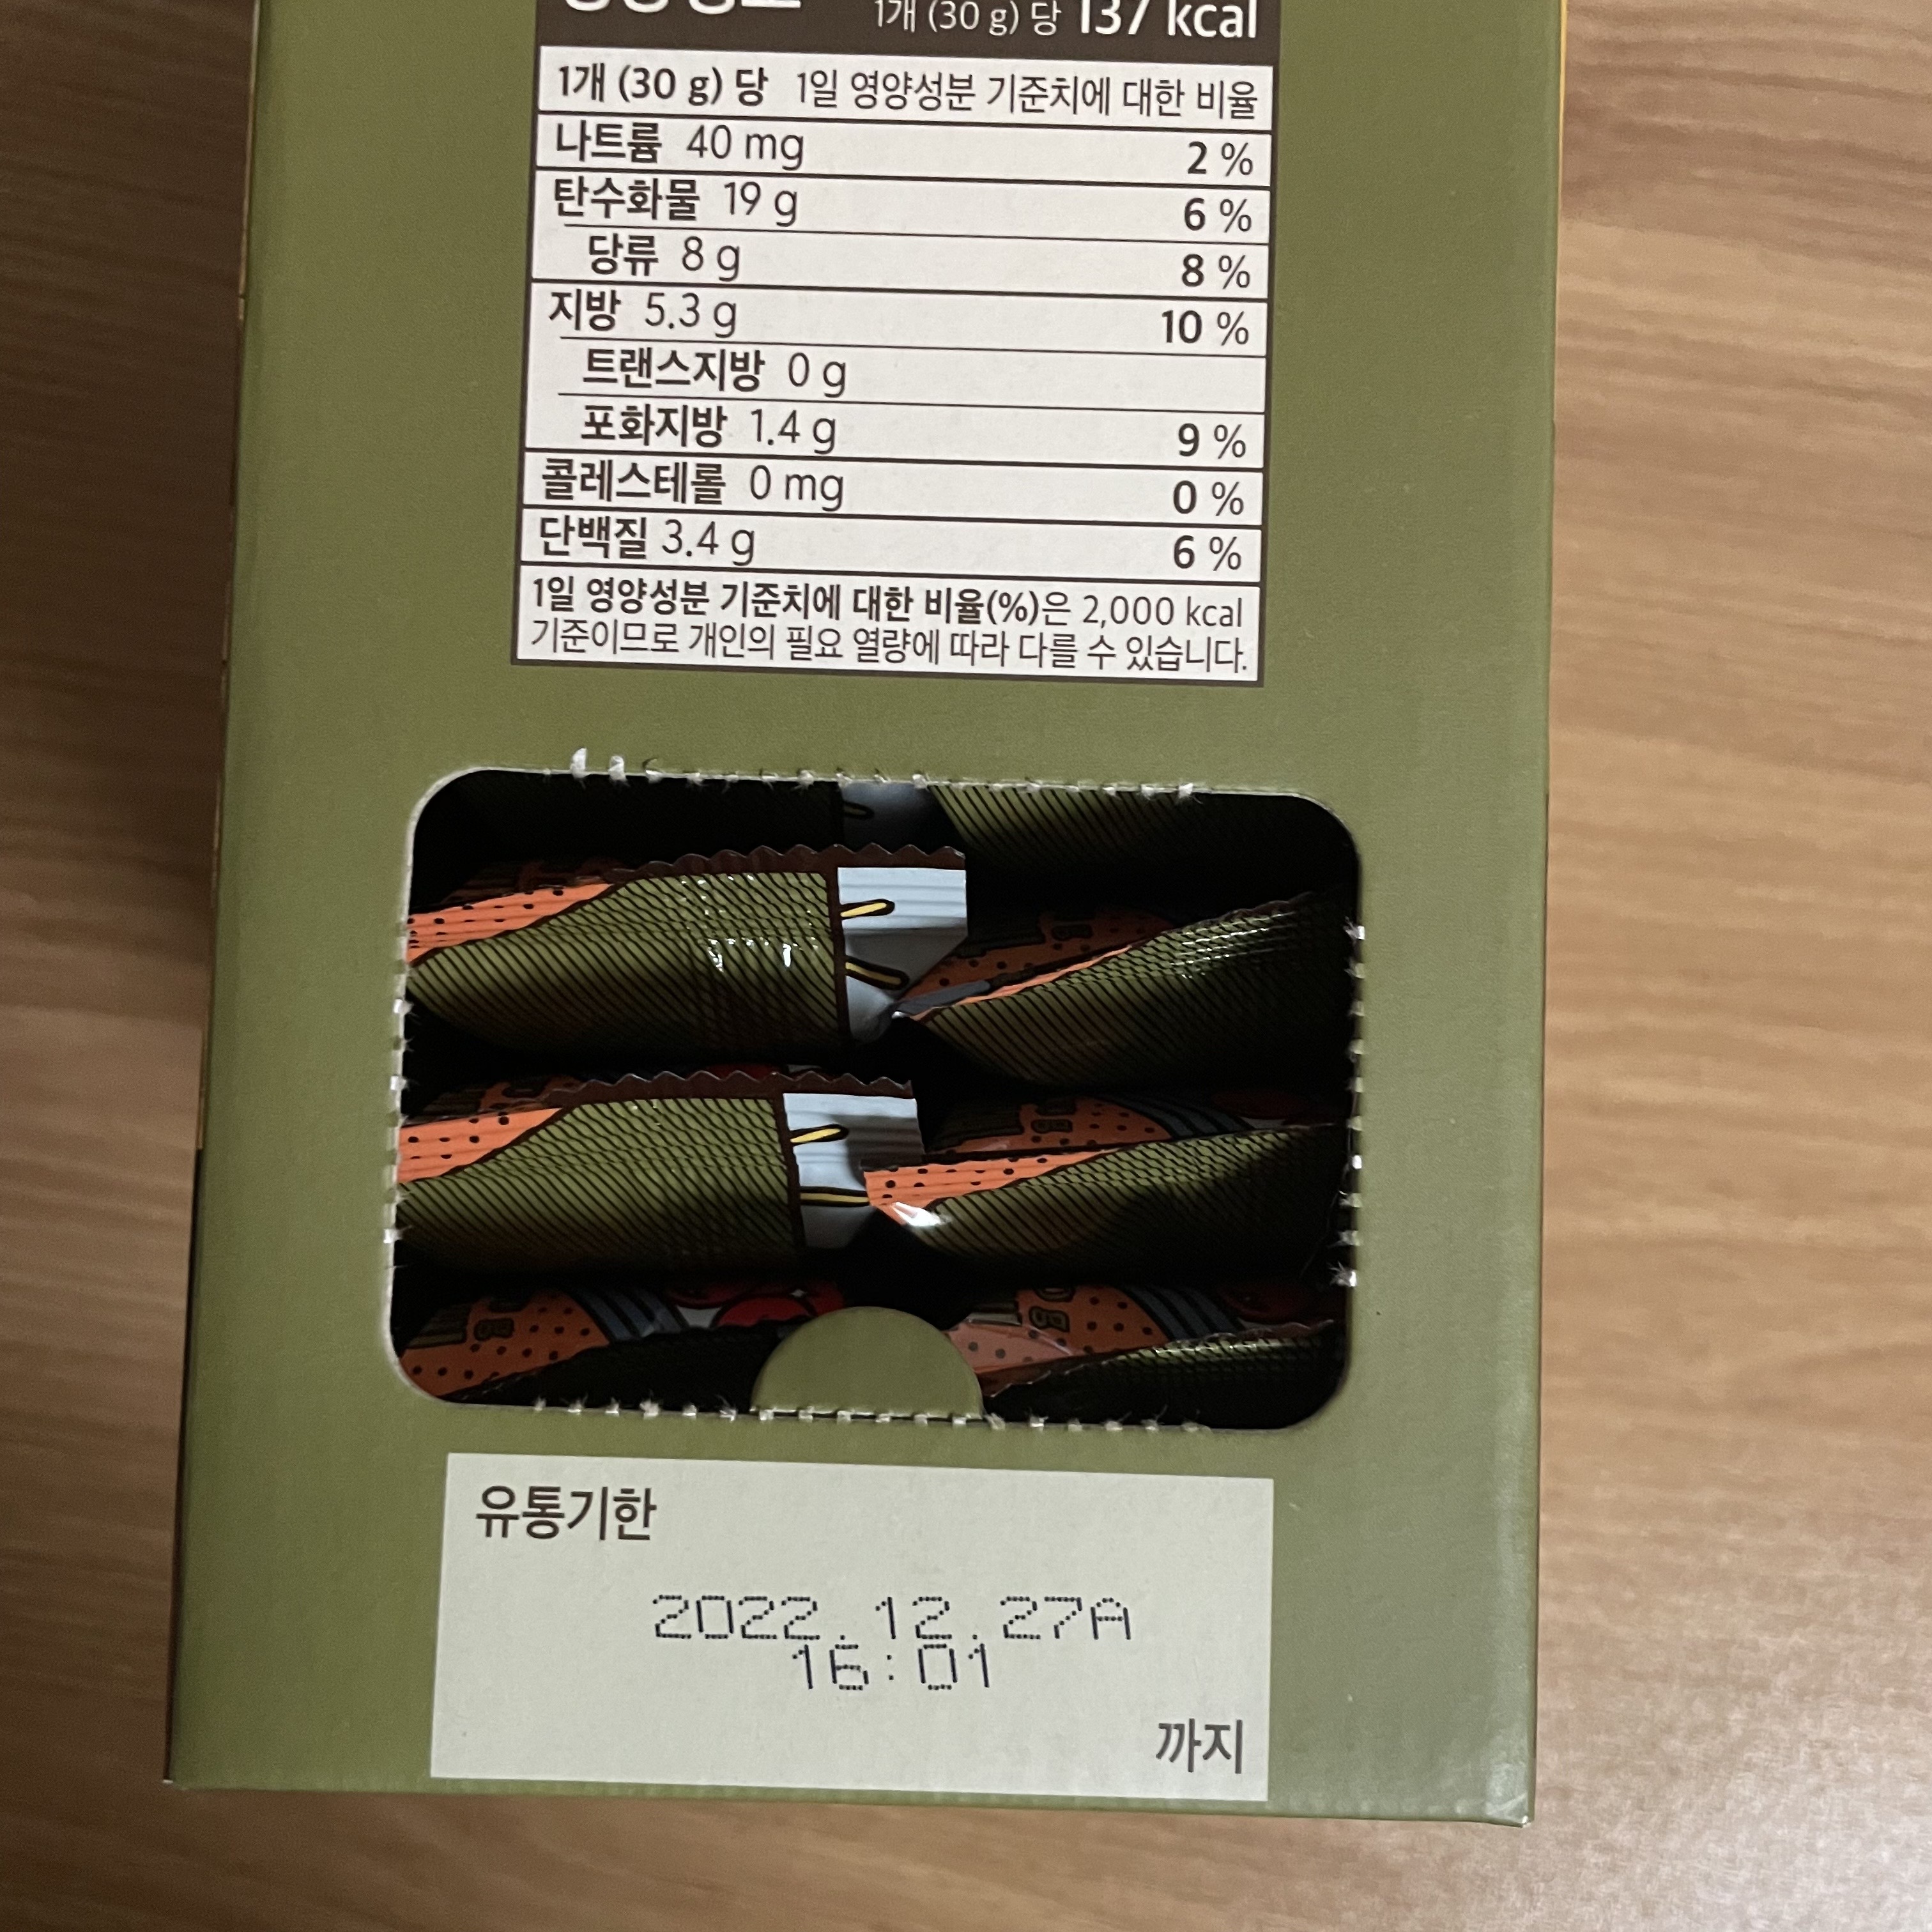 1개 (30 g) 당 137 kcal
1개 (30 g) 당 1일 영양성분 기준치에 대한 비율
나트륨 40 mg 2 %
탄수화물 19 g 6 %
당류 8 g 8 %
지방 5.3 g 10 %
트랜스지방 0 g
포화지방 1.4 g 9 %
콜레스테롤 0 mg 0 %
단백질 3.4 g 6 %
1일 영양성분 기준치에 대한 비율(%)은 2,000 kcal
기준이므로 개인의 필요 열량에 따라 다를 수 있습니다.
유통기한
2022.12.27A
16:01
까지